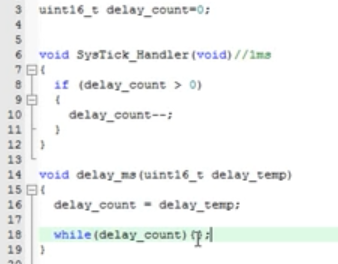 3 uint16_t delay_count=0;
4
5
6 void SysTick_Handler(void)//1ms
7 {
8 if (delay_count > 0)
9 {
10 delay_count--;
11 }
12 }
13
14 void delay_ms(uint16_t delay_temp)
15 {
16 delay_count = delay_temp;
17
18 while(delay_count)
19 }